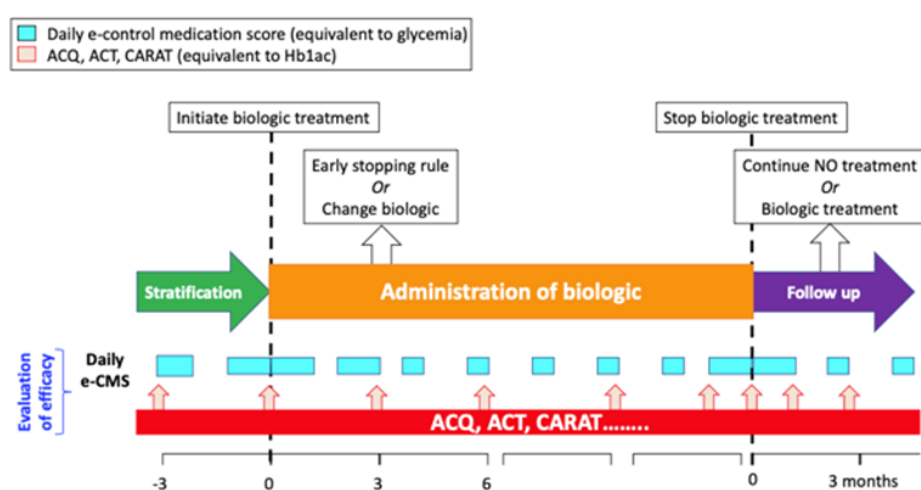 Daily e-control medication score (equivalent to glycemia)
ACQ, ACT, CARAT (equivalent to Hb1ac)
Initiate biologic treatment
Stop biologic treatment
Early stopping rule
Or
Change biologic
Continue NO treatment
Or
Biologic treatment
Stratification
Administration of biologic
Follow up
Evaluation
of efficacy
Daily
e-CMS
ACQ, ACT, CARAT........
-3
0
3
6
0
3 months